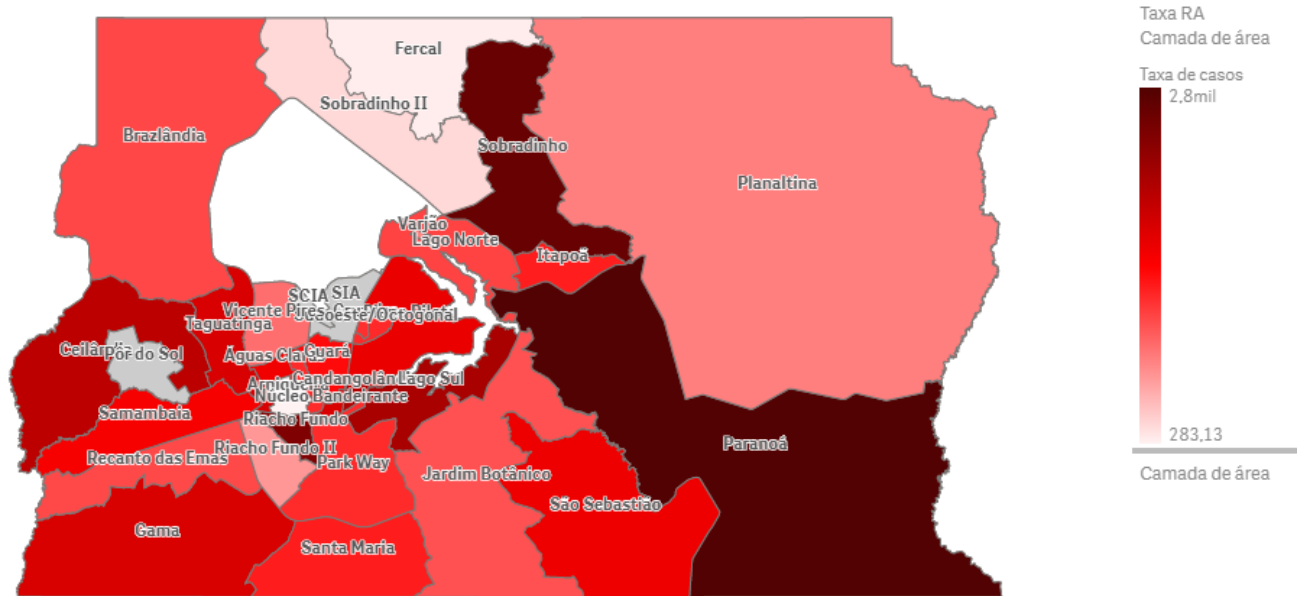 Taxa RA
Camada de área
Taxa de casos
2,8mil
283,13
Camada de área
Fercal
Sobradinho II
Brazlândia
Sobradinho
Planaltina
Varjão
Lago Norte
Itapoã
SCIA
SIA
Vicente Pires
Octogonal
Taguatinga
Ceilândia
Pôr do Sol
Águas Claras
Guará
Candangolândia
Lago Sul
Arniqueira
Núcleo Bandeirante
Samambaia
Riacho Fundo
Paranoá
Recanto das Emas
Riacho Fundo II
Park Way
Jardim Botânico
São Sebastião
Gama
Santa Maria